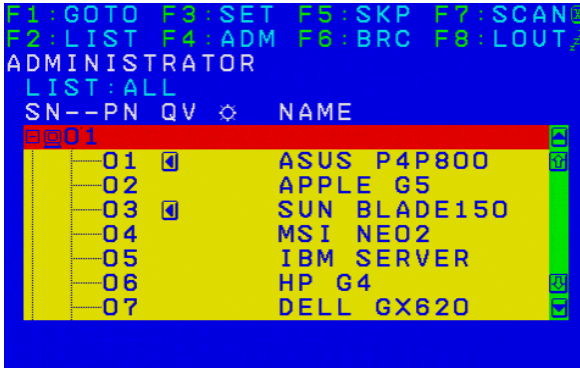 F1:GOTO F3:SET F5:SKP F7:SCAN
F2:LIST F4:ADM F6:BRC F8:LOUT
ADMINISTRATOR
LIST:ALL
SN--PN QV NAME
01
01 ASUS P4P800
02 APPLE G5
03 SUN BLADE150
04 MSI NEO2
05 IBM SERVER
06 HP G4
07 DELL GX620